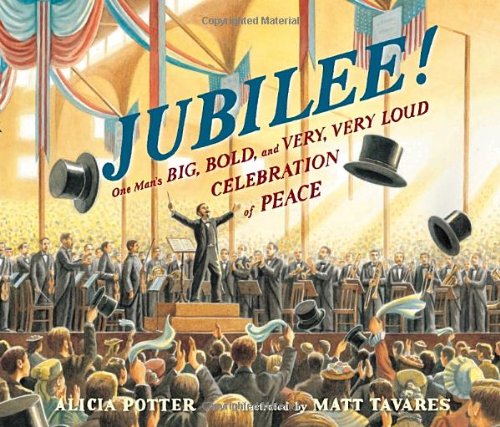 Copyrighted Material
JUBILEE!
One Man's BIG, BOLD, and VERY, VERY LOUD
CELEBRATION
of PEACE
ALICIA POTTER Illustrated by MATT TAVARES